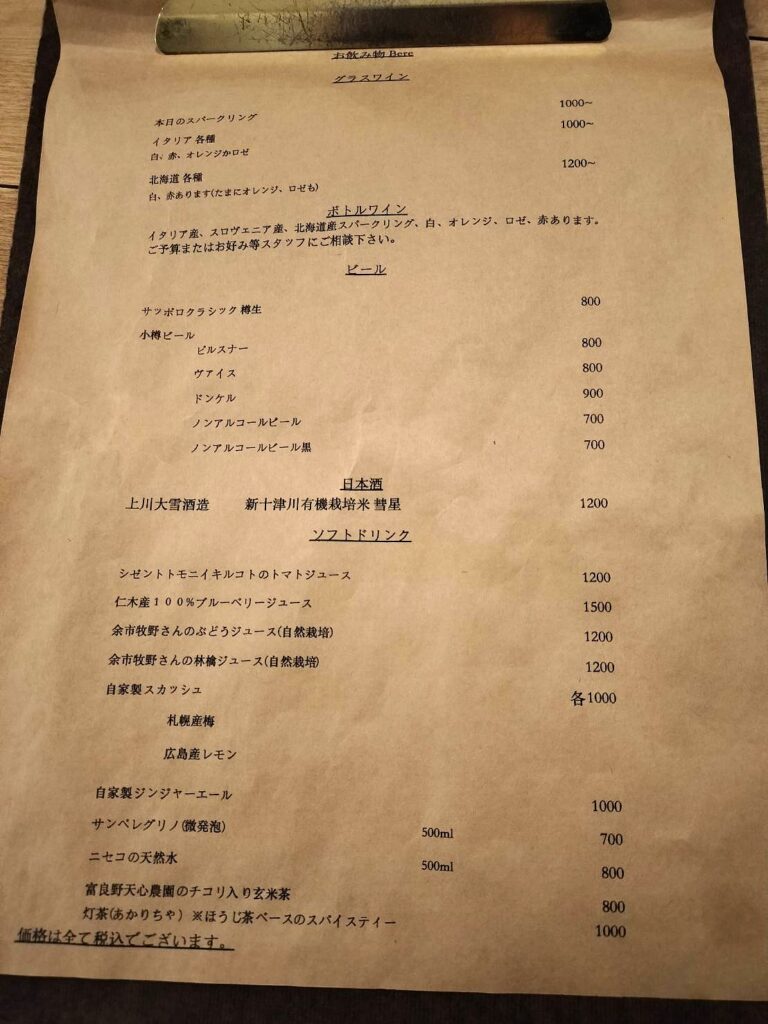 お飲み物 Bere
グラスワイン
本日のスパークリング 1000~
イタリア 各種 1000~
白、赤、オレンジかロゼ
北海道 各種 1200~
白、赤あります(たまにオレンジ、ロゼも)
ボトルワイン
イタリア産、スロヴェニア産、北海道産スパークリング、白、オレンジ、ロゼ、赤あります。
ご予算またはお好み等スタッフにご相談下さい。
ビール
サッポロクラシック 樽生 800
小樽ビール
ピルスナー 800
ヴァイス 800
ドンケル 900
ノンアルコールビール 700
ノンアルコールビール黒 700
日本酒
上川大雪酒造 新十津川有機栽培米 彗星 1200
ソフトドリンク
シゼントトモニイキルコトのトマトジュース 1200
仁木産１００%ブルーベリージュース 1500
余市牧野さんのぶどうジュース(自然栽培) 1200
余市牧野さんの林檎ジュース(自然栽培) 1200
自家製スカッシュ 各1000
札幌産梅
広島産レモン
自家製ジンジャーエール 1000
サンペレグリノ(微発泡) 500ml 700
ニセコの天然水 500ml 800
富良野天心農園のチコリ入り玄米茶 800
灯茶(あかりちゃ) ※ほうじ茶ベースのスパイスティー 1000
価格は全て税込でございます。